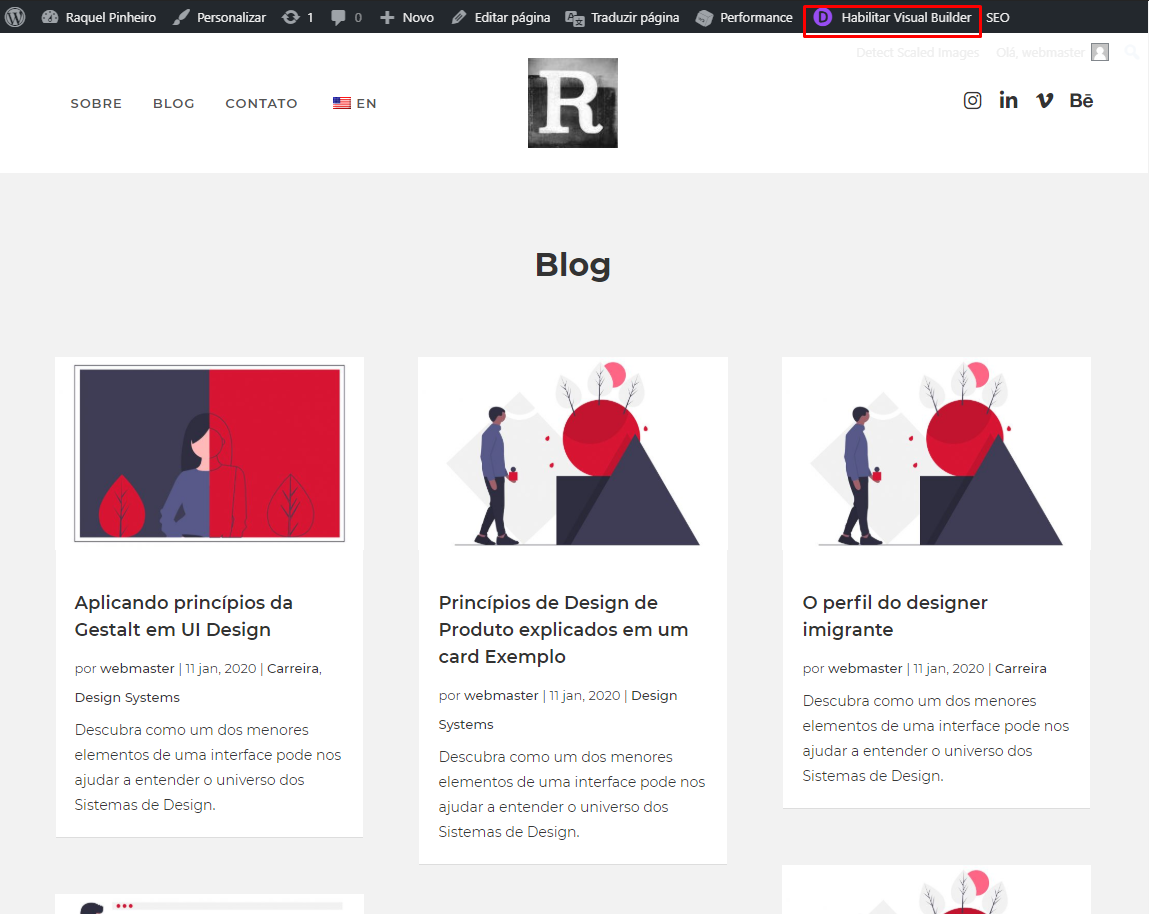 Raquel Pinheiro Personalizar 1 0 Novo Editar página Traduzir página Performance D Habilitar Visual Builder SEO
Detect Scaled Images Olá, webmaster
SOBRE BLOG CONTATO EN
R
in Bē
Blog
Aplicando princípios da
Gestalt em UI Design
por webmaster | 11 jan, 2020 | Carreira,
Design Systems
Descubra como um dos menores
elementos de uma interface pode nos
ajudar a entender o universo dos
Sistemas de Design.
Princípios de Design de
Produto explicados em um
card Exemplo
por webmaster | 11 jan, 2020 | Design
Systems
Descubra como um dos menores
elementos de uma interface pode nos
ajudar a entender o universo dos
Sistemas de Design.
O perfil do designer
imigrante
por webmaster | 11 jan, 2020 | Carreira
Descubra como um dos menores
elementos de uma interface pode nos
ajudar a entender o universo dos
Sistemas de Design.